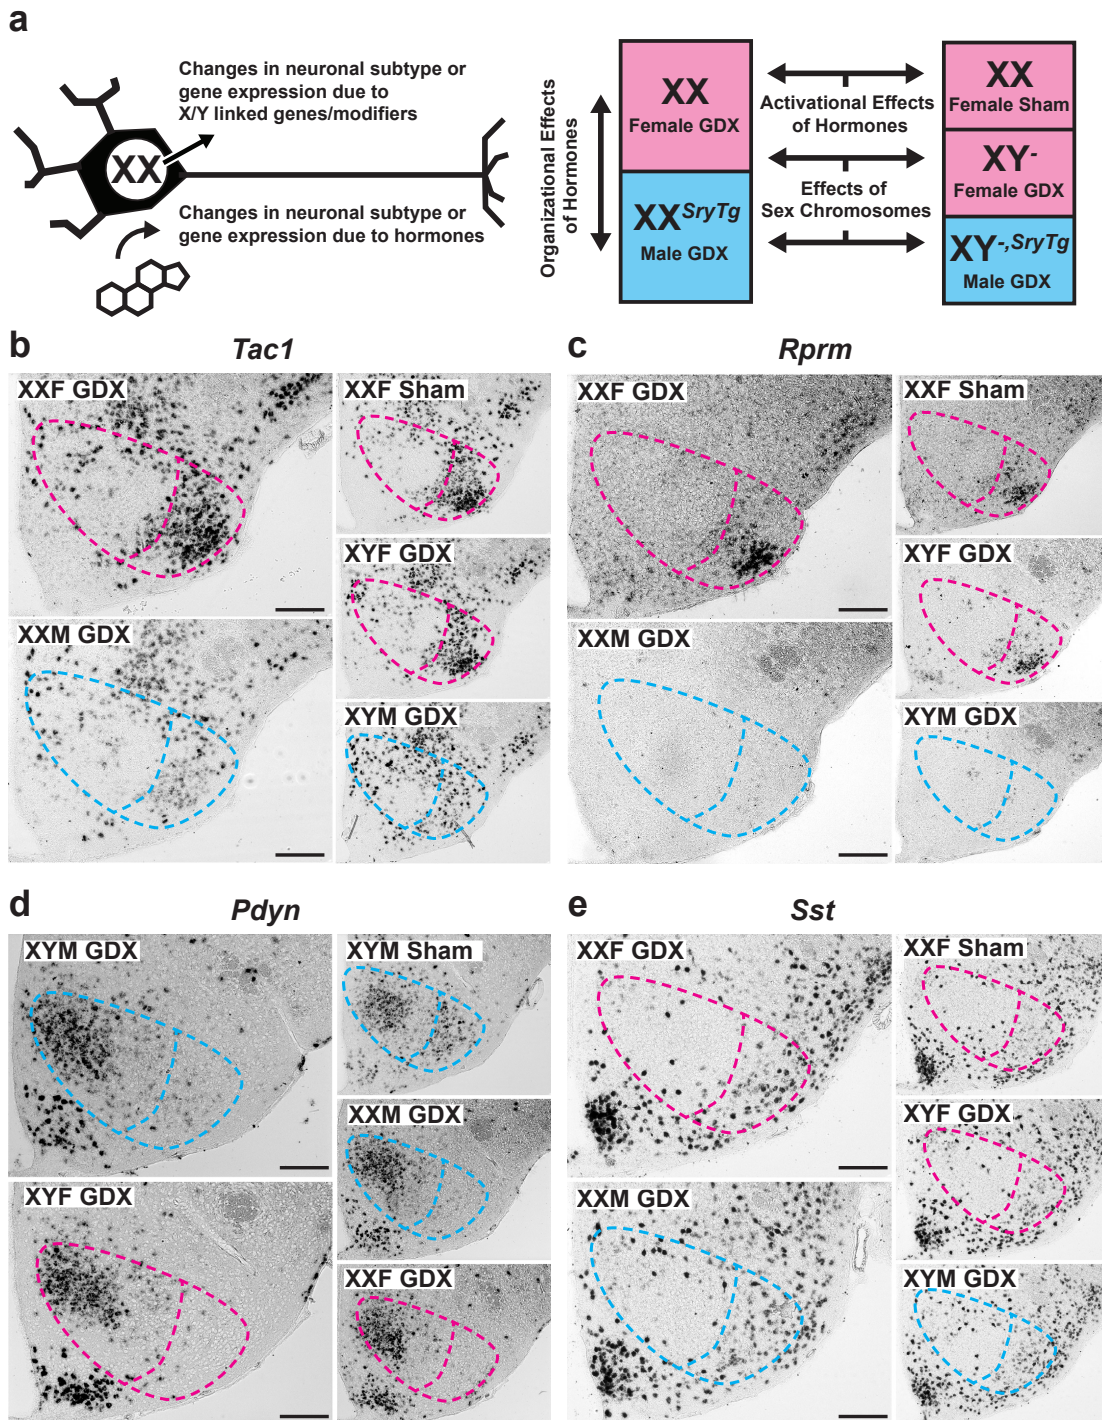 a
Changes in neuronal subtype or
gene expression due to
X/Y linked genes/modifiers
XX
Changes in neuronal subtype or
gene expression due to hormones
Organizational Effects
of Hormones
XX
Female GDX
XX^SryTg
Male GDX
Activational Effects
of Hormones
Effects of
Sex Chromosomes
XX
Female Sham
XY-
Female GDX
XY-,SryTg
Male GDX
b
Tac1
XXF GDX
XXF Sham
XYF GDX
XXM GDX
XYM GDX
c
Rprm
XXF GDX
XXF Sham
XYF GDX
XXM GDX
XYM GDX
d
Pdyn
XYM GDX
XYM Sham
XXM GDX
XYF GDX
XXF GDX
e
Sst
XXF GDX
XXF Sham
XYF GDX
XXM GDX
XYM GDX